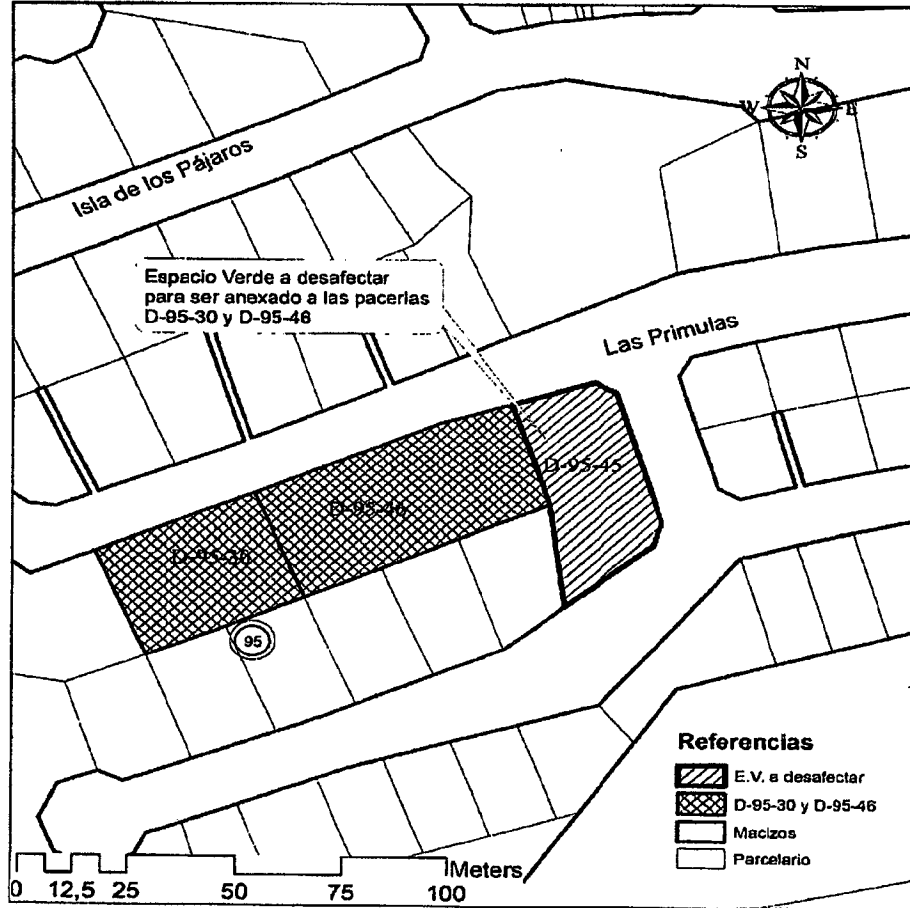 N
W
E
S
Isla de los Pájaros
Espacio Verde a desafectar
para ser anexado a las pacerlas
D-95-30 y D-95-46
Las Primulas
D-95-45
D-95-46
D-95-30
95
Referencias
E.V. a desafectar
D-95-30 y D-95-46
Macizos
Parcelario
Meters
0 12,5 25 50 75 100